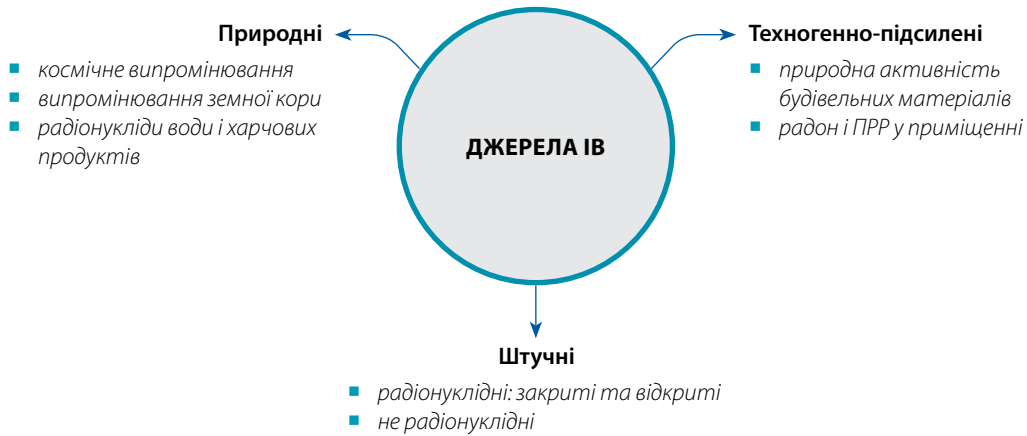 Природні
космічне випромінювання
випромінювання земної кори
радіонукліди води і харчових
продуктів
ДЖЕРЕЛА ІВ
Техногенно-підсилені
природна активність
будівельних матеріалів
радон і ПРР у приміщенні
Штучні
радіонуклідні: закриті та відкриті
не радіонуклідні